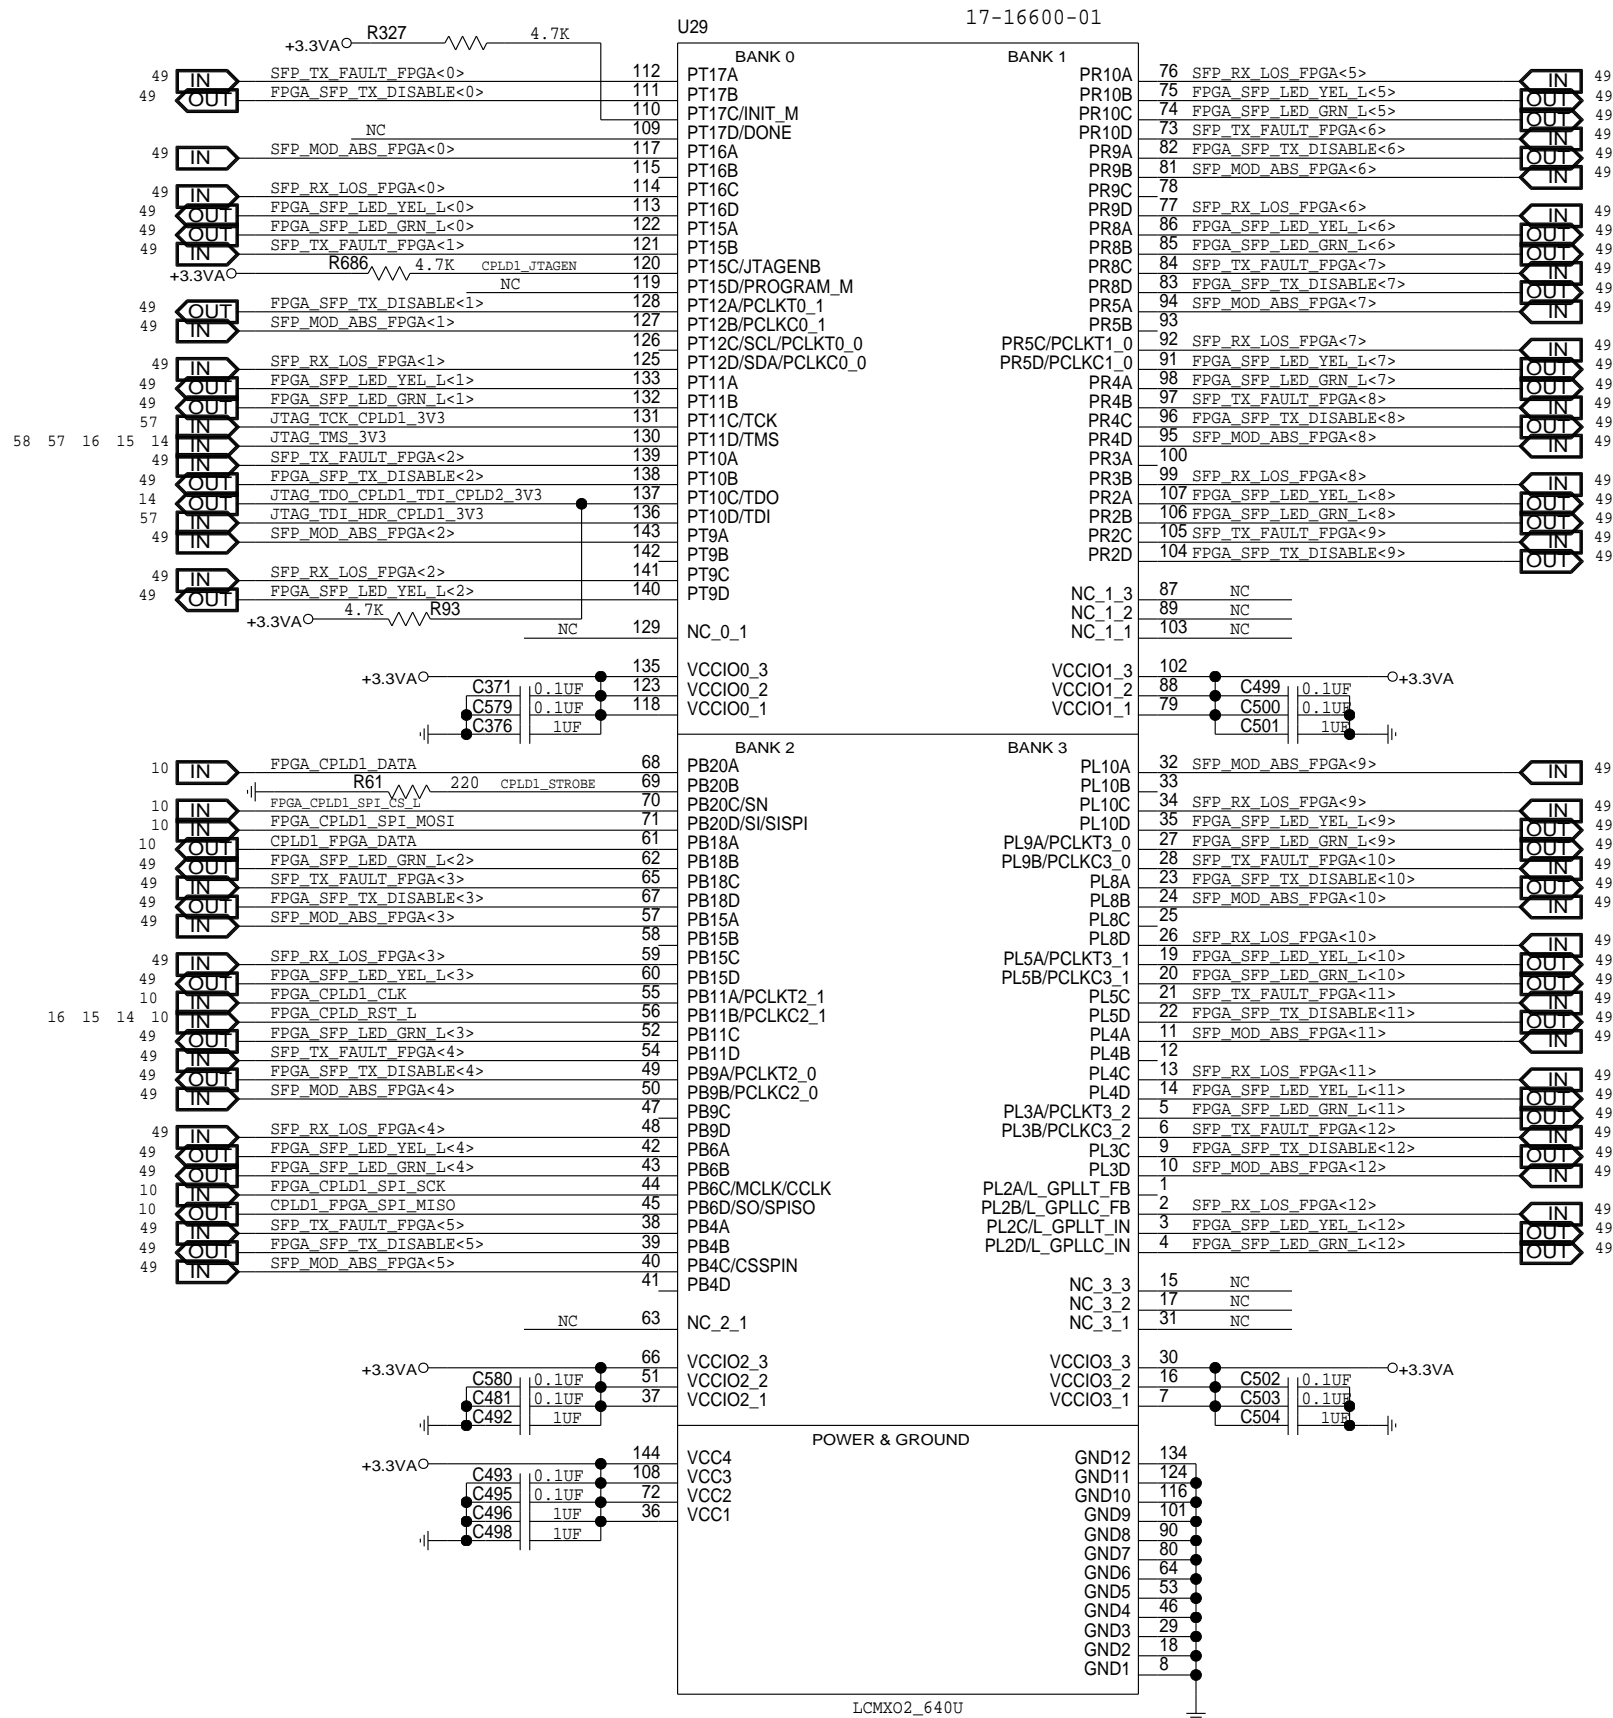 17-16600-01
U29
+3.3VA R327 4.7K
BANK 0 BANK 1
49 IN SFP_TX_FAULT_FPGA<0> 112 PT17A PR10A 76 SFP_RX_LOS_FPGA<5> IN 49
49 OUT FPGA_SFP_TX_DISABLE<0> 111 PT17B PR10B 75 FPGA_SFP_LED_YEL_L<5> OUT 49
110 PT17C/INIT_M PR10C 74 FPGA_SFP_LED_GRN_L<5> OUT 49
NC 109 PT17D/DONE PR10D 73 SFP_TX_FAULT_FPGA<6> IN 49
49 IN SFP_MOD_ABS_FPGA<0> 117 PT16A PR9A 82 FPGA_SFP_TX_DISABLE<6> OUT 49
115 PT16B PR9B 81 SFP_MOD_ABS_FPGA<6> IN 49
49 IN SFP_RX_LOS_FPGA<0> 114 PT16C PR9C 78
49 OUT FPGA_SFP_LED_YEL_L<0> 113 PT16D PR9D 77 SFP_RX_LOS_FPGA<6> IN 49
49 OUT FPGA_SFP_LED_GRN_L<0> 122 PT15A PR8A 86 FPGA_SFP_LED_YEL_L<6> OUT 49
49 IN SFP_TX_FAULT_FPGA<1> 121 PT15B PR8B 85 FPGA_SFP_LED_GRN_L<6> OUT 49
+3.3VA R686 4.7K CPLD1_JTAGEN 120 PT15C/JTAGENB PR8C 84 SFP_TX_FAULT_FPGA<7> IN 49
NC 119 PT15D/PROGRAM_M PR8D 83 FPGA_SFP_TX_DISABLE<7> OUT 49
49 OUT FPGA_SFP_TX_DISABLE<1> 128 PT12A/PCLKT0_1 PR5A 94 SFP_MOD_ABS_FPGA<7> IN 49
49 IN SFP_MOD_ABS_FPGA<1> 127 PT12B/PCLKC0_1 PR5B 93
126 PT12C/SCL/PCLKT0_0 PR5C/PCLKT1_0 92 SFP_RX_LOS_FPGA<7> IN 49
49 IN SFP_RX_LOS_FPGA<1> 125 PT12D/SDA/PCLKC0_0 PR5D/PCLKC1_0 91 FPGA_SFP_LED_YEL_L<7> OUT 49
49 OUT FPGA_SFP_LED_YEL_L<1> 133 PT11A PR4A 98 FPGA_SFP_LED_GRN_L<7> OUT 49
49 OUT FPGA_SFP_LED_GRN_L<1> 132 PT11B PR4B 97 SFP_TX_FAULT_FPGA<8> IN 49
57 IN JTAG_TCK_CPLD1_3V3 131 PT11C/TCK PR4C 96 FPGA_SFP_TX_DISABLE<8> OUT 49
58 57 16 15 14 IN JTAG_TMS_3V3 130 PT11D/TMS PR4D 95 SFP_MOD_ABS_FPGA<8> IN 49
49 IN SFP_TX_FAULT_FPGA<2> 139 PT10A PR3A 100
49 OUT FPGA_SFP_TX_DISABLE<2> 138 PT10B PR3B 99 SFP_RX_LOS_FPGA<8> IN 49
14 OUT JTAG_TDO_CPLD1_TDI_CPLD2_3V3 137 PT10C/TDO PR2A 107 FPGA_SFP_LED_YEL_L<8> OUT 49
57 IN JTAG_TDI_HDR_CPLD1_3V3 136 PT10D/TDI PR2B 106 FPGA_SFP_LED_GRN_L<8> OUT 49
49 IN SFP_MOD_ABS_FPGA<2> 143 PT9A PR2C 105 SFP_TX_FAULT_FPGA<9> IN 49
142 PT9B PR2D 104 FPGA_SFP_TX_DISABLE<9> OUT 49
49 IN SFP_RX_LOS_FPGA<2> 141 PT9C
49 OUT FPGA_SFP_LED_YEL_L<2> 140 PT9D NC_1_3 87 NC
+3.3VA 4.7K R93 NC_1_2 89 NC
NC 129 NC_0_1 NC_1_1 103 NC
+3.3VA 135 VCCIO0_3 VCCIO1_3 102 +3.3VA
C371 0.1UF 123 VCCIO0_2 VCCIO1_2 88 C499 0.1UF
C579 0.1UF 118 VCCIO0_1 VCCIO1_1 79 C500 0.1UF
C376 1UF C501 1UF
BANK 2 BANK 3
10 IN FPGA_CPLD1_DATA 68 PB20A PL10A 32 SFP_MOD_ABS_FPGA<9> IN 49
R61 220 CPLD1_STROBE 69 PB20B PL10B 33
10 IN FPGA_CPLD1_SPI_CS_L 70 PB20C/SN PL10C 34 SFP_RX_LOS_FPGA<9> IN 49
10 IN FPGA_CPLD1_SPI_MOSI 71 PB20D/SI/SISPI PL10D 35 FPGA_SFP_LED_YEL_L<9> OUT 49
10 OUT CPLD1_FPGA_DATA 61 PB18A PL9A/PCLKT3_0 27 FPGA_SFP_LED_GRN_L<9> OUT 49
49 OUT FPGA_SFP_LED_GRN_L<2> 62 PB18B PL9B/PCLKC3_0 28 SFP_TX_FAULT_FPGA<10> IN 49
49 IN SFP_TX_FAULT_FPGA<3> 65 PB18C PL8A 23 FPGA_SFP_TX_DISABLE<10> OUT 49
49 OUT FPGA_SFP_TX_DISABLE<3> 67 PB18D PL8B 24 SFP_MOD_ABS_FPGA<10> IN 49
49 IN SFP_MOD_ABS_FPGA<3> 57 PB15A PL8C 25
58 PB15B PL8D 26 SFP_RX_LOS_FPGA<10> IN 49
49 IN SFP_RX_LOS_FPGA<3> 59 PB15C PL5A/PCLKT3_1 19 FPGA_SFP_LED_YEL_L<10> OUT 49
49 OUT FPGA_SFP_LED_YEL_L<3> 60 PB15D PL5B/PCLKC3_1 20 FPGA_SFP_LED_GRN_L<10> OUT 49
10 IN FPGA_CPLD1_CLK 55 PB11A/PCLKT2_1 PL5C 21 SFP_TX_FAULT_FPGA<11> IN 49
16 15 14 10 IN FPGA_CPLD_RST_L 56 PB11B/PCLKC2_1 PL5D 22 FPGA_SFP_TX_DISABLE<11> OUT 49
49 OUT FPGA_SFP_LED_GRN_L<3> 52 PB11C PL4A 11 SFP_MOD_ABS_FPGA<11> IN 49
49 IN SFP_TX_FAULT_FPGA<4> 54 PB11D PL4B 12
49 OUT FPGA_SFP_TX_DISABLE<4> 49 PB9A/PCLKT2_0 PL4C 13 SFP_RX_LOS_FPGA<11> IN 49
49 IN SFP_MOD_ABS_FPGA<4> 50 PB9B/PCLKC2_0 PL4D 14 FPGA_SFP_LED_YEL_L<11> OUT 49
47 PB9C PL3A/PCLKT3_2 5 FPGA_SFP_LED_GRN_L<11> OUT 49
49 IN SFP_RX_LOS_FPGA<4> 48 PB9D PL3B/PCLKC3_2 6 SFP_TX_FAULT_FPGA<12> IN 49
49 OUT FPGA_SFP_LED_YEL_L<4> 42 PB6A PL3C 9 FPGA_SFP_TX_DISABLE<12> OUT 49
49 OUT FPGA_SFP_LED_GRN_L<4> 43 PB6B PL3D 10 SFP_MOD_ABS_FPGA<12> IN 49
10 IN FPGA_CPLD1_SPI_SCK 44 PB6C/MCLK/CCLK PL2A/L_GPLLT_FB 1
10 OUT CPLD1_FPGA_SPI_MISO 45 PB6D/SO/SPISO PL2B/L_GPLLC_FB 2 SFP_RX_LOS_FPGA<12> IN 49
49 IN SFP_TX_FAULT_FPGA<5> 38 PB4A PL2C/L_GPLLT_IN 3 FPGA_SFP_LED_YEL_L<12> OUT 49
49 OUT FPGA_SFP_TX_DISABLE<5> 39 PB4B PL2D/L_GPLLC_IN 4 FPGA_SFP_LED_GRN_L<12> OUT 49
49 IN SFP_MOD_ABS_FPGA<5> 40 PB4C/CSSPIN
41 PB4D NC_3_3 15 NC
NC_3_2 17 NC
NC 63 NC_2_1 NC_3_1 31 NC
+3.3VA 66 VCCIO2_3 VCCIO3_3 30 +3.3VA
C580 0.1UF 51 VCCIO2_2 VCCIO3_2 16 C502 0.1UF
C481 0.1UF 37 VCCIO2_1 VCCIO3_1 7 C503 0.1UF
C492 1UF C504 1UF
POWER & GROUND
+3.3VA 144 VCC4 GND12 134
C493 0.1UF 108 VCC3 GND11 124
C495 0.1UF 72 VCC2 GND10 116
C496 1UF 36 VCC1 GND9 101
C498 1UF GND8 90
GND7 80
GND6 64
GND5 53
GND4 46
GND3 29
GND2 18
GND1 8
LCMXO2_640U